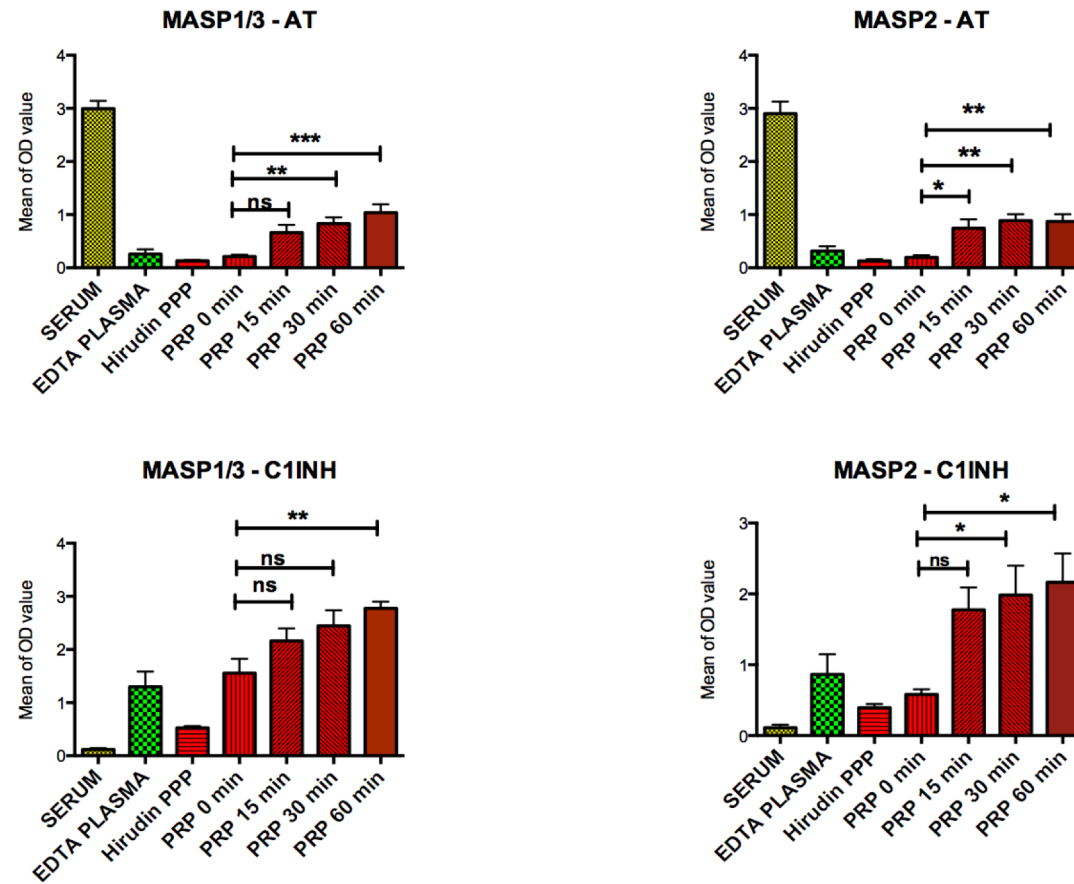 MASP1/3 - AT
Mean of OD value
4
3
2
1
0
***
**
ns
SERUM
EDTA PLASMA
Hirudin PPP
PRP 0 min
PRP 15 min
PRP 30 min
PRP 60 min
MASP2 - AT
Mean of OD value
4
3
2
1
0
**
**
*
SERUM
EDTA PLASMA
Hirudin PPP
PRP 0 min
PRP 15 min
PRP 30 min
PRP 60 min
MASP1/3 - C1INH
Mean of OD value
4
3
2
1
0
**
ns
ns
SERUM
EDTA PLASMA
Hirudin PPP
PRP 0 min
PRP 15 min
PRP 30 min
PRP 60 min
MASP2 - C1INH
Mean of OD value
3
2
1
0
*
*
ns
SERUM
EDTA PLASMA
Hirudin PPP
PRP 0 min
PRP 15 min
PRP 30 min
PRP 60 min